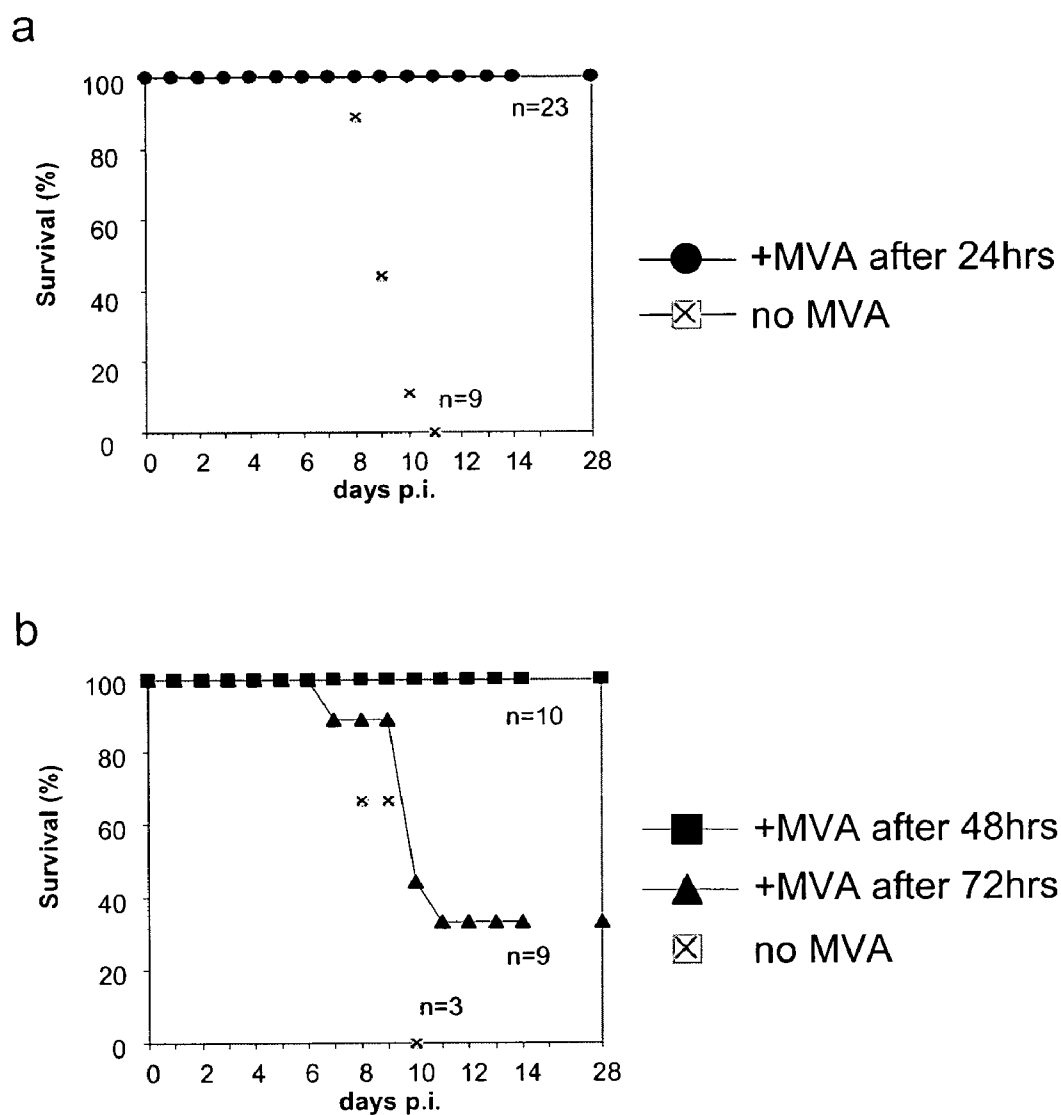 a
Survival (%)
100
80
60
40
20
0
n=23
n=9
0 2 4 6 8 10 12 14 28
days p.i.
+MVA after 24hrs
no MVA
b
Survival (%)
100
80
60
40
20
0
n=10
n=9
n=3
0 2 4 6 8 10 12 14 28
days p.i.
+MVA after 48hrs
+MVA after 72hrs
no MVA